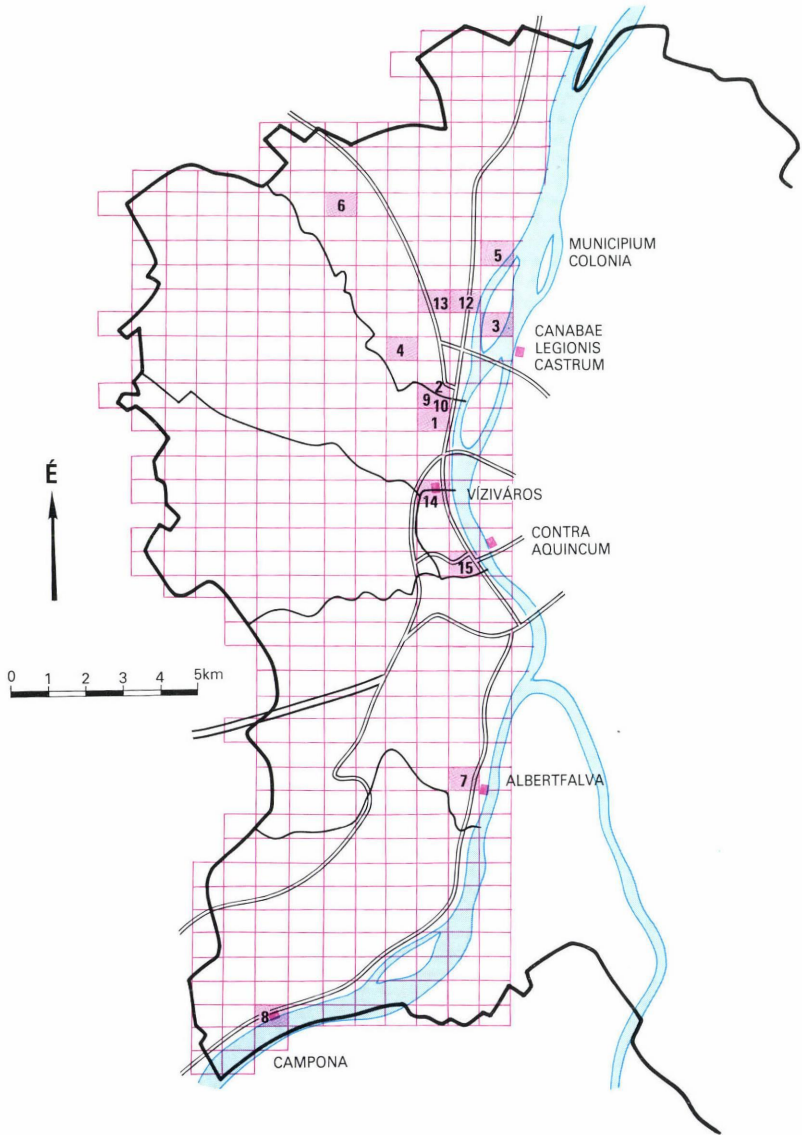 6
5
MUNICIPIUM
COLONIA
13 12
3
CANABAE
LEGIONIS
CASTRUM
4
2
9 10
1
É
14
VÍZIVÁROS
CONTRA
AQUINCUM
15
0 1 2 3 4 5km
7
ALBERTFALVA
8
CAMPONA